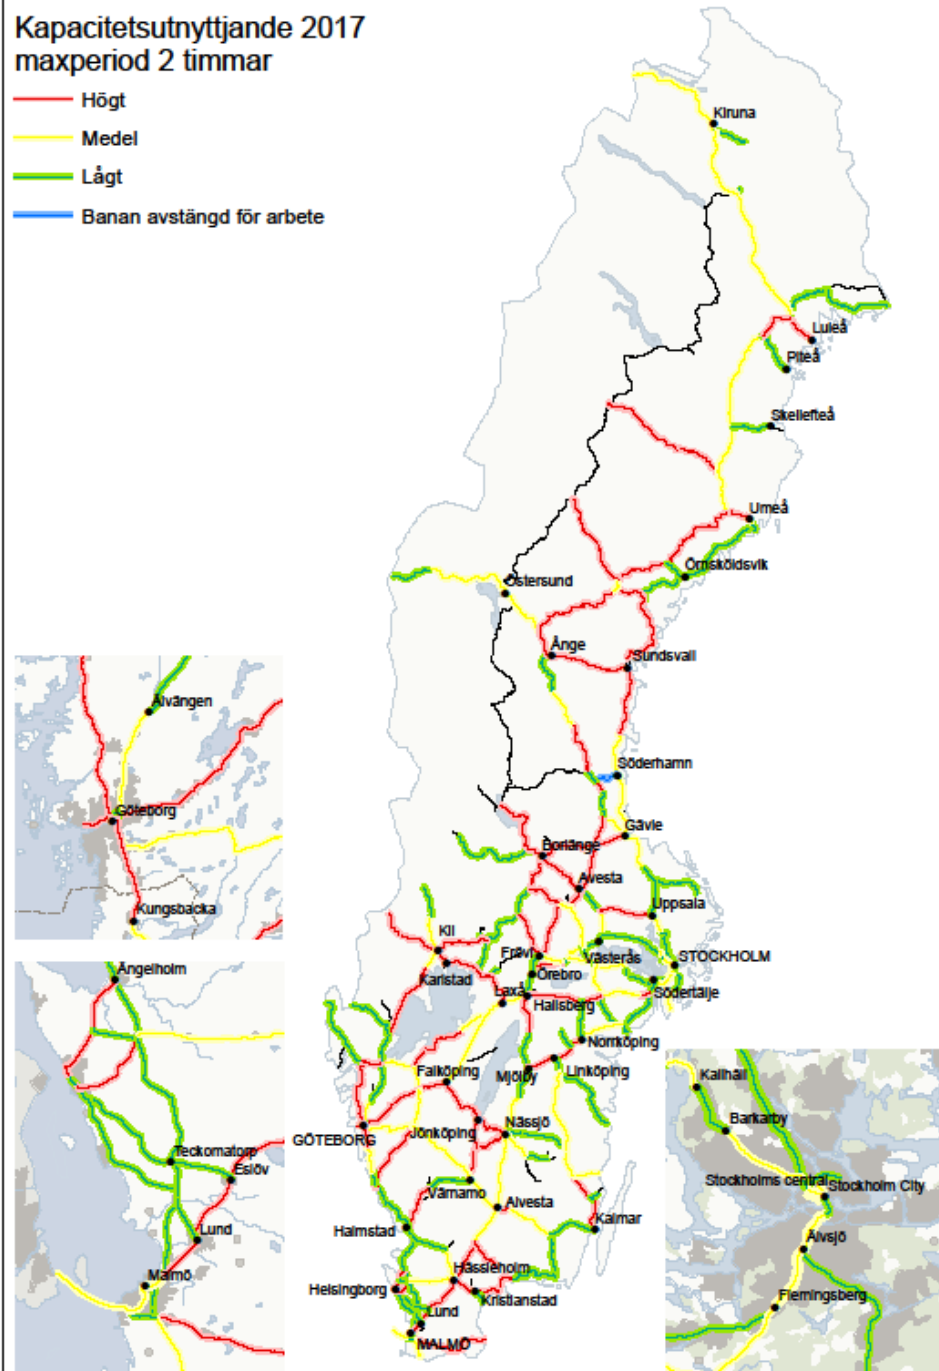 Kapacitetsutnyttjande 2017
maxperiod 2 timmar
Högt
Medel
Lågt
Banan avstängd för arbete
Kiruna
Luleå
Piteå
Skellefteå
Umeå
Örnsköldsvik
Östersund
Ånge
Sundsvall
Söderhamn
Gävle
Borlänge
Avesta
Uppsala
Kil
Frövi
Västerås
STOCKHOLM
Karlstad
Örebro
Södertälje
Laxå
Hallsberg
Norrköping
Falköping
Mjölby
Linköping
GÖTEBORG
Jönköping
Nässjö
Värnamo
Alvesta
Halmstad
Kalmar
Hässleholm
Helsingborg
Kristianstad
Lund
MALMÖ
Älvängen
Göteborg
Kungsbacka
Ängelholm
Teckomatorp
Eslöv
Lund
Malmö
Kallhäll
Barkarby
Stockholms central
Stockholm City
Älvsjö
Flemingsberg